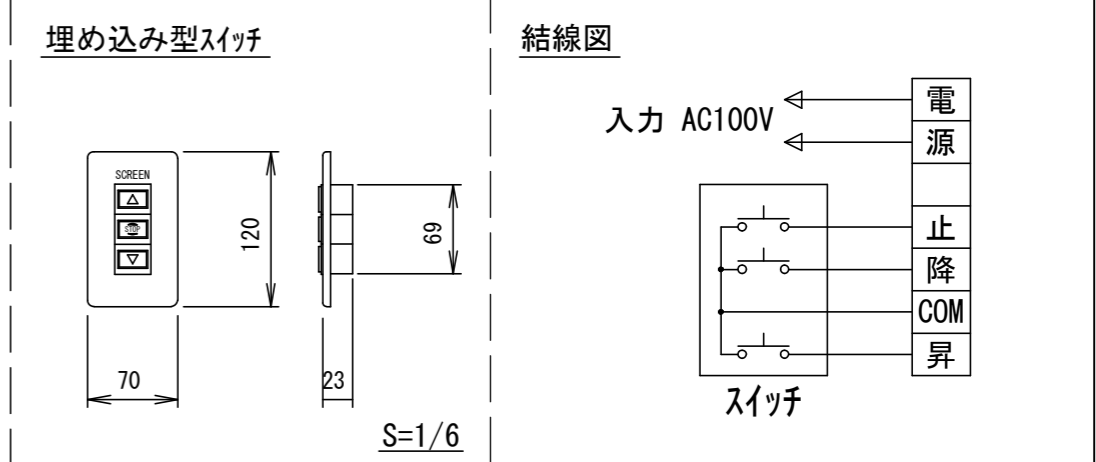 埋め込み型ｽｲｯﾁ
SCREEN
STOP
120
70
69
23
S=1/6
結線図
入力 AC100V
電
源
止
降
COM
昇
スイッチ